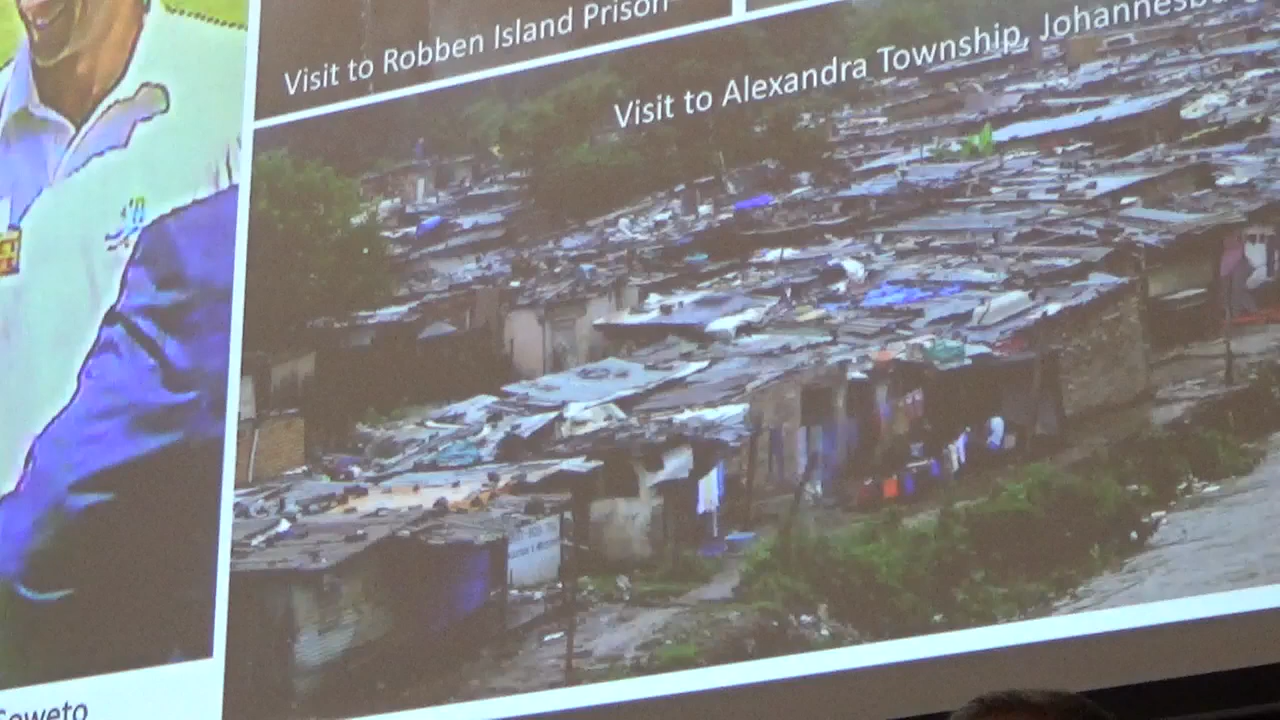 Visit to Robben Island Prison
Visit to Alexandra Township, Johannesbu
Soweto